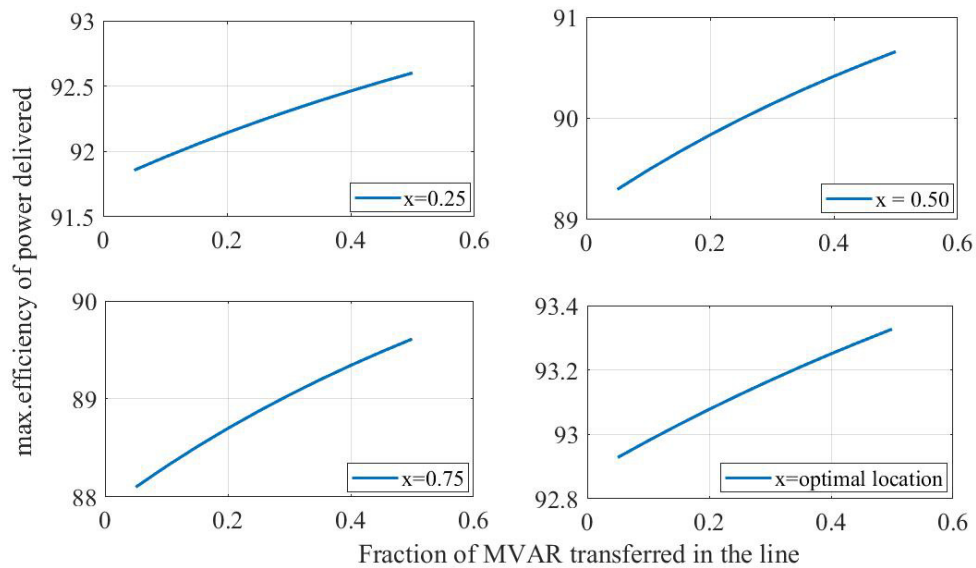 max.efficiency of power delivered
93
92.5
92
91.5
0 0.2 0.4 0.6
x=0.25
91
90
89
0 0.2 0.4 0.6
x = 0.50
90
89
88
0 0.2 0.4 0.6
x=0.75
93.4
93.2
93
92.8
0 0.2 0.4 0.6
x=optimal location
Fraction of MVAR transferred in the line